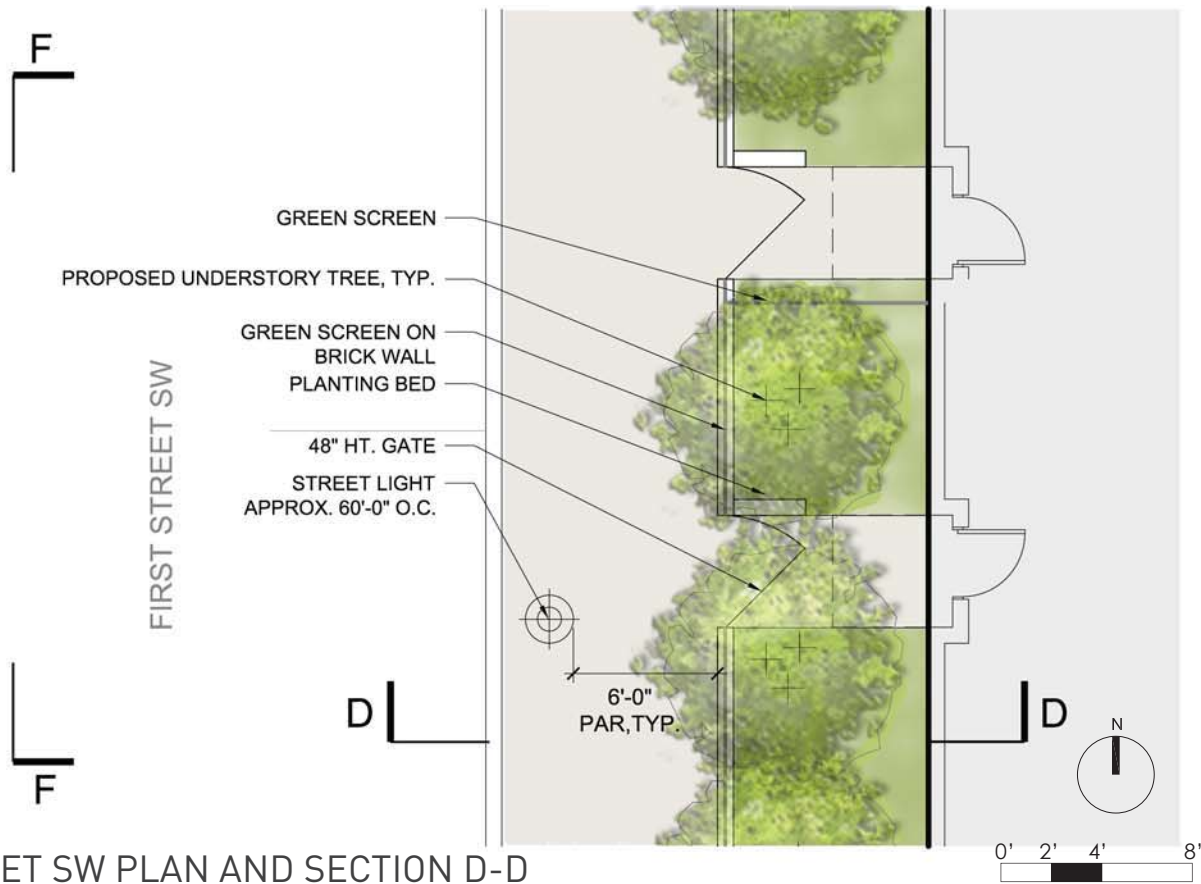 F
GREEN SCREEN
PROPOSED UNDERSTORY TREE, TYP.
GREEN SCREEN ON
BRICK WALL
PLANTING BED
48" HT. GATE
STREET LIGHT
APPROX. 60'-0" O.C.
FIRST STREET SW
6'-0"
PAR,TYP.
D
D
N
F
0' 2' 4' 8'
ET SW PLAN AND SECTION D-D